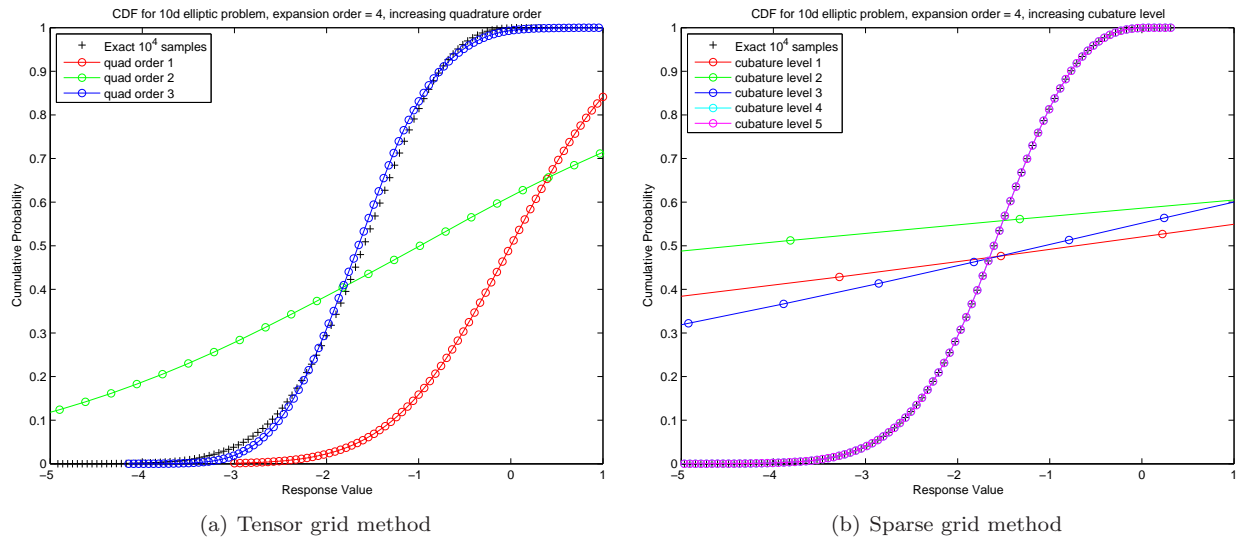 CDF for 10d elliptic problem, expansion order = 4, increasing quadrature order
Exact 10^4 samples
quad order 1
quad order 2
quad order 3
1
0.9
0.8
0.7
0.6
0.5
0.4
0.3
0.2
0.1
0
Cumulative Probability
−5 −4 −3 −2 −1 0 1
Response Value
(a) Tensor grid method
CDF for 10d elliptic problem, expansion order = 4, increasing cubature level
Exact 10^4 samples
cubature level 1
cubature level 2
cubature level 3
cubature level 4
cubature level 5
1
0.9
0.8
0.7
0.6
0.5
0.4
0.3
0.2
0.1
0
Cumulative Probability
−5 −4 −3 −2 −1 0 1
Response Value
(b) Sparse grid method